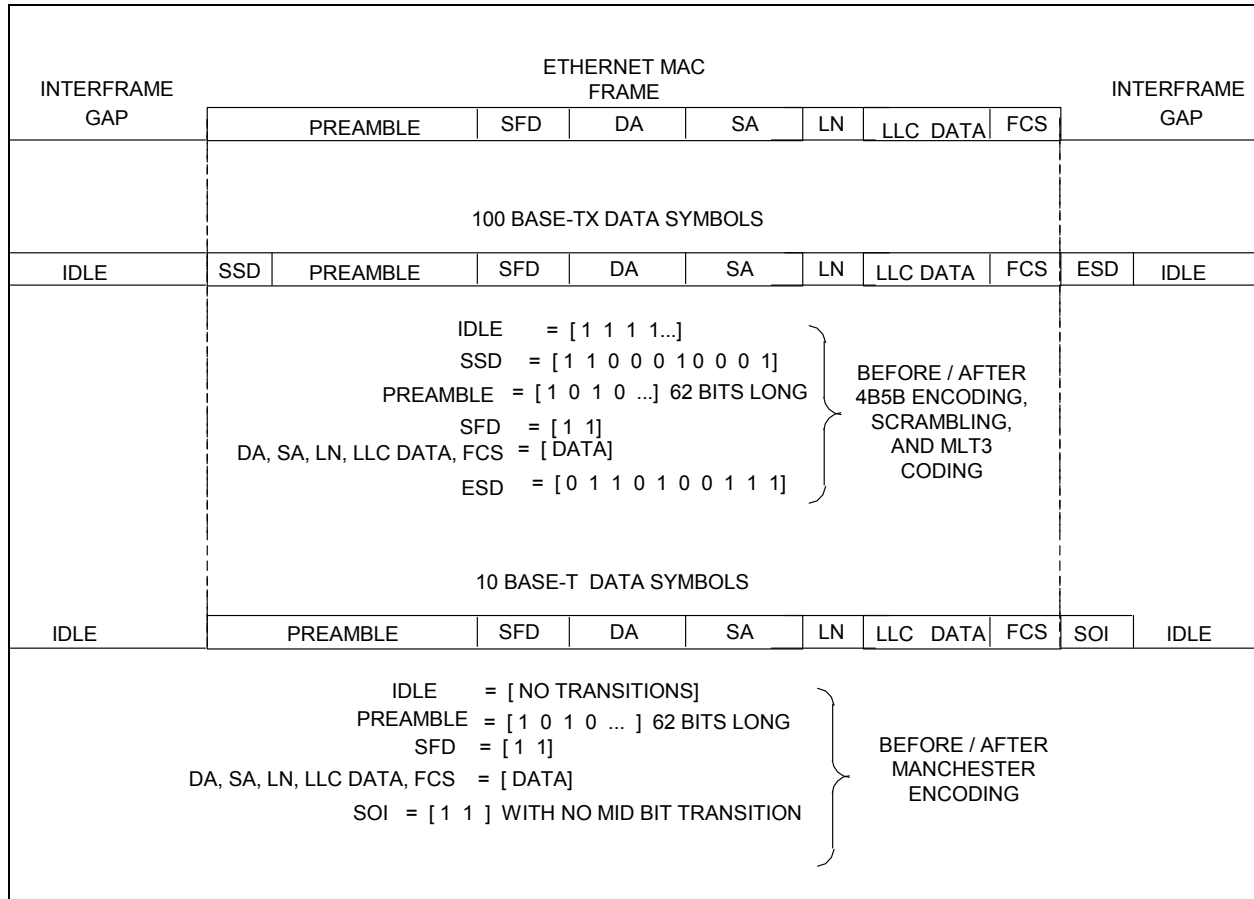 ETHERNET MAC
FRAME
INTERFRAME
GAP
INTERFRAME
GAP
PREAMBLE SFD DA SA LN LLC DATA FCS
100 BASE-TX DATA SYMBOLS
IDLE SSD PREAMBLE SFD DA SA LN LLC DATA FCS ESD IDLE
IDLE = [ 1 1 1 1...]
SSD = [ 1 1 0 0 0 1 0 0 0 1]
PREAMBLE = [ 1 0 1 0 ...] 62 BITS LONG
SFD = [ 1 1]
DA, SA, LN, LLC DATA, FCS = [ DATA]
ESD = [ 0 1 1 0 1 0 0 1 1 1]
BEFORE / AFTER
4B5B ENCODING,
SCRAMBLING,
AND MLT3
CODING
10 BASE-T DATA SYMBOLS
IDLE PREAMBLE SFD DA SA LN LLC DATA FCS SOI IDLE
IDLE = [ NO TRANSITIONS]
PREAMBLE = [ 1 0 1 0 ... ] 62 BITS LONG
SFD = [ 1 1]
DA, SA, LN, LLC DATA, FCS = [ DATA]
SOI = [ 1 1 ] WITH NO MID BIT TRANSITION
BEFORE / AFTER
MANCHESTER
ENCODING